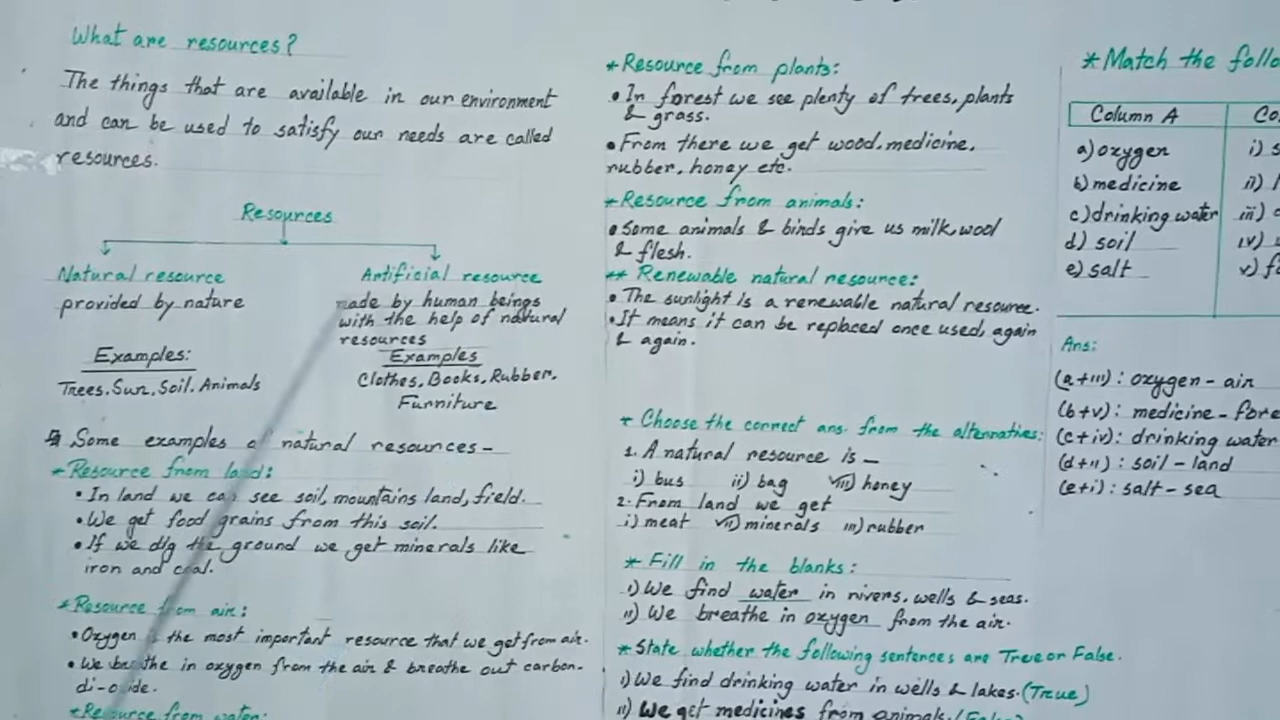 What are resources?
The things that are available in our environment
and can be used to satisfy our needs are called
resources.
Resources
Natural resource
provided by nature
Examples:
Trees, Sun, Soil, Animals
Artificial resource
made by human beings
with the help of natural
resources
Examples
Clothes, Books, Rubber,
Furniture
Some examples of natural resources-
* Resource from land:
• In land we can see soil, mountains land, field.
• We get food grains from this soil.
• If we dig the ground we get minerals like
iron and coal.
* Resource from air:
• Oxygen is the most important resource that we get from air.
• We breathe in oxygen from the air & breathe out carbon-
di-oxide.
* Resource from water:
* Resource from plants:
• In forest we see plenty of trees, plants
& grass.
• From there we get wood, medicine,
rubber, honey etc.
* Resource from animals:
• Some animals & birds give us milk, wool
& flesh.
** Renewable natural resource:
• The sunlight is a renewable natural resource.
• It means it can be replaced once used, again
& again.
* Choose the correct ans. from the alternatives:
1. A natural resource is —
i) bus ii) bag iii) honey
2. From land we get
i) meat ii) minerals iii) rubber
* Fill in the blanks:
i) We find water in rivers, wells & seas.
ii) We breathe in oxygen from the air.
* State whether the following sentences are True or False.
i) We find drinking water in wells & lakes. (True)
ii) We get medicines from animals. (False)
* Match the
Column A
a) oxygen i)
b) medicine ii)
c) drinking water iii)
d) soil iv)
e) salt v)
Ans:
(a+iii): oxygen - air
(b+v): medicine -
(c+iv): drinking water
(d+ii): soil - land
(e+i): salt - sea